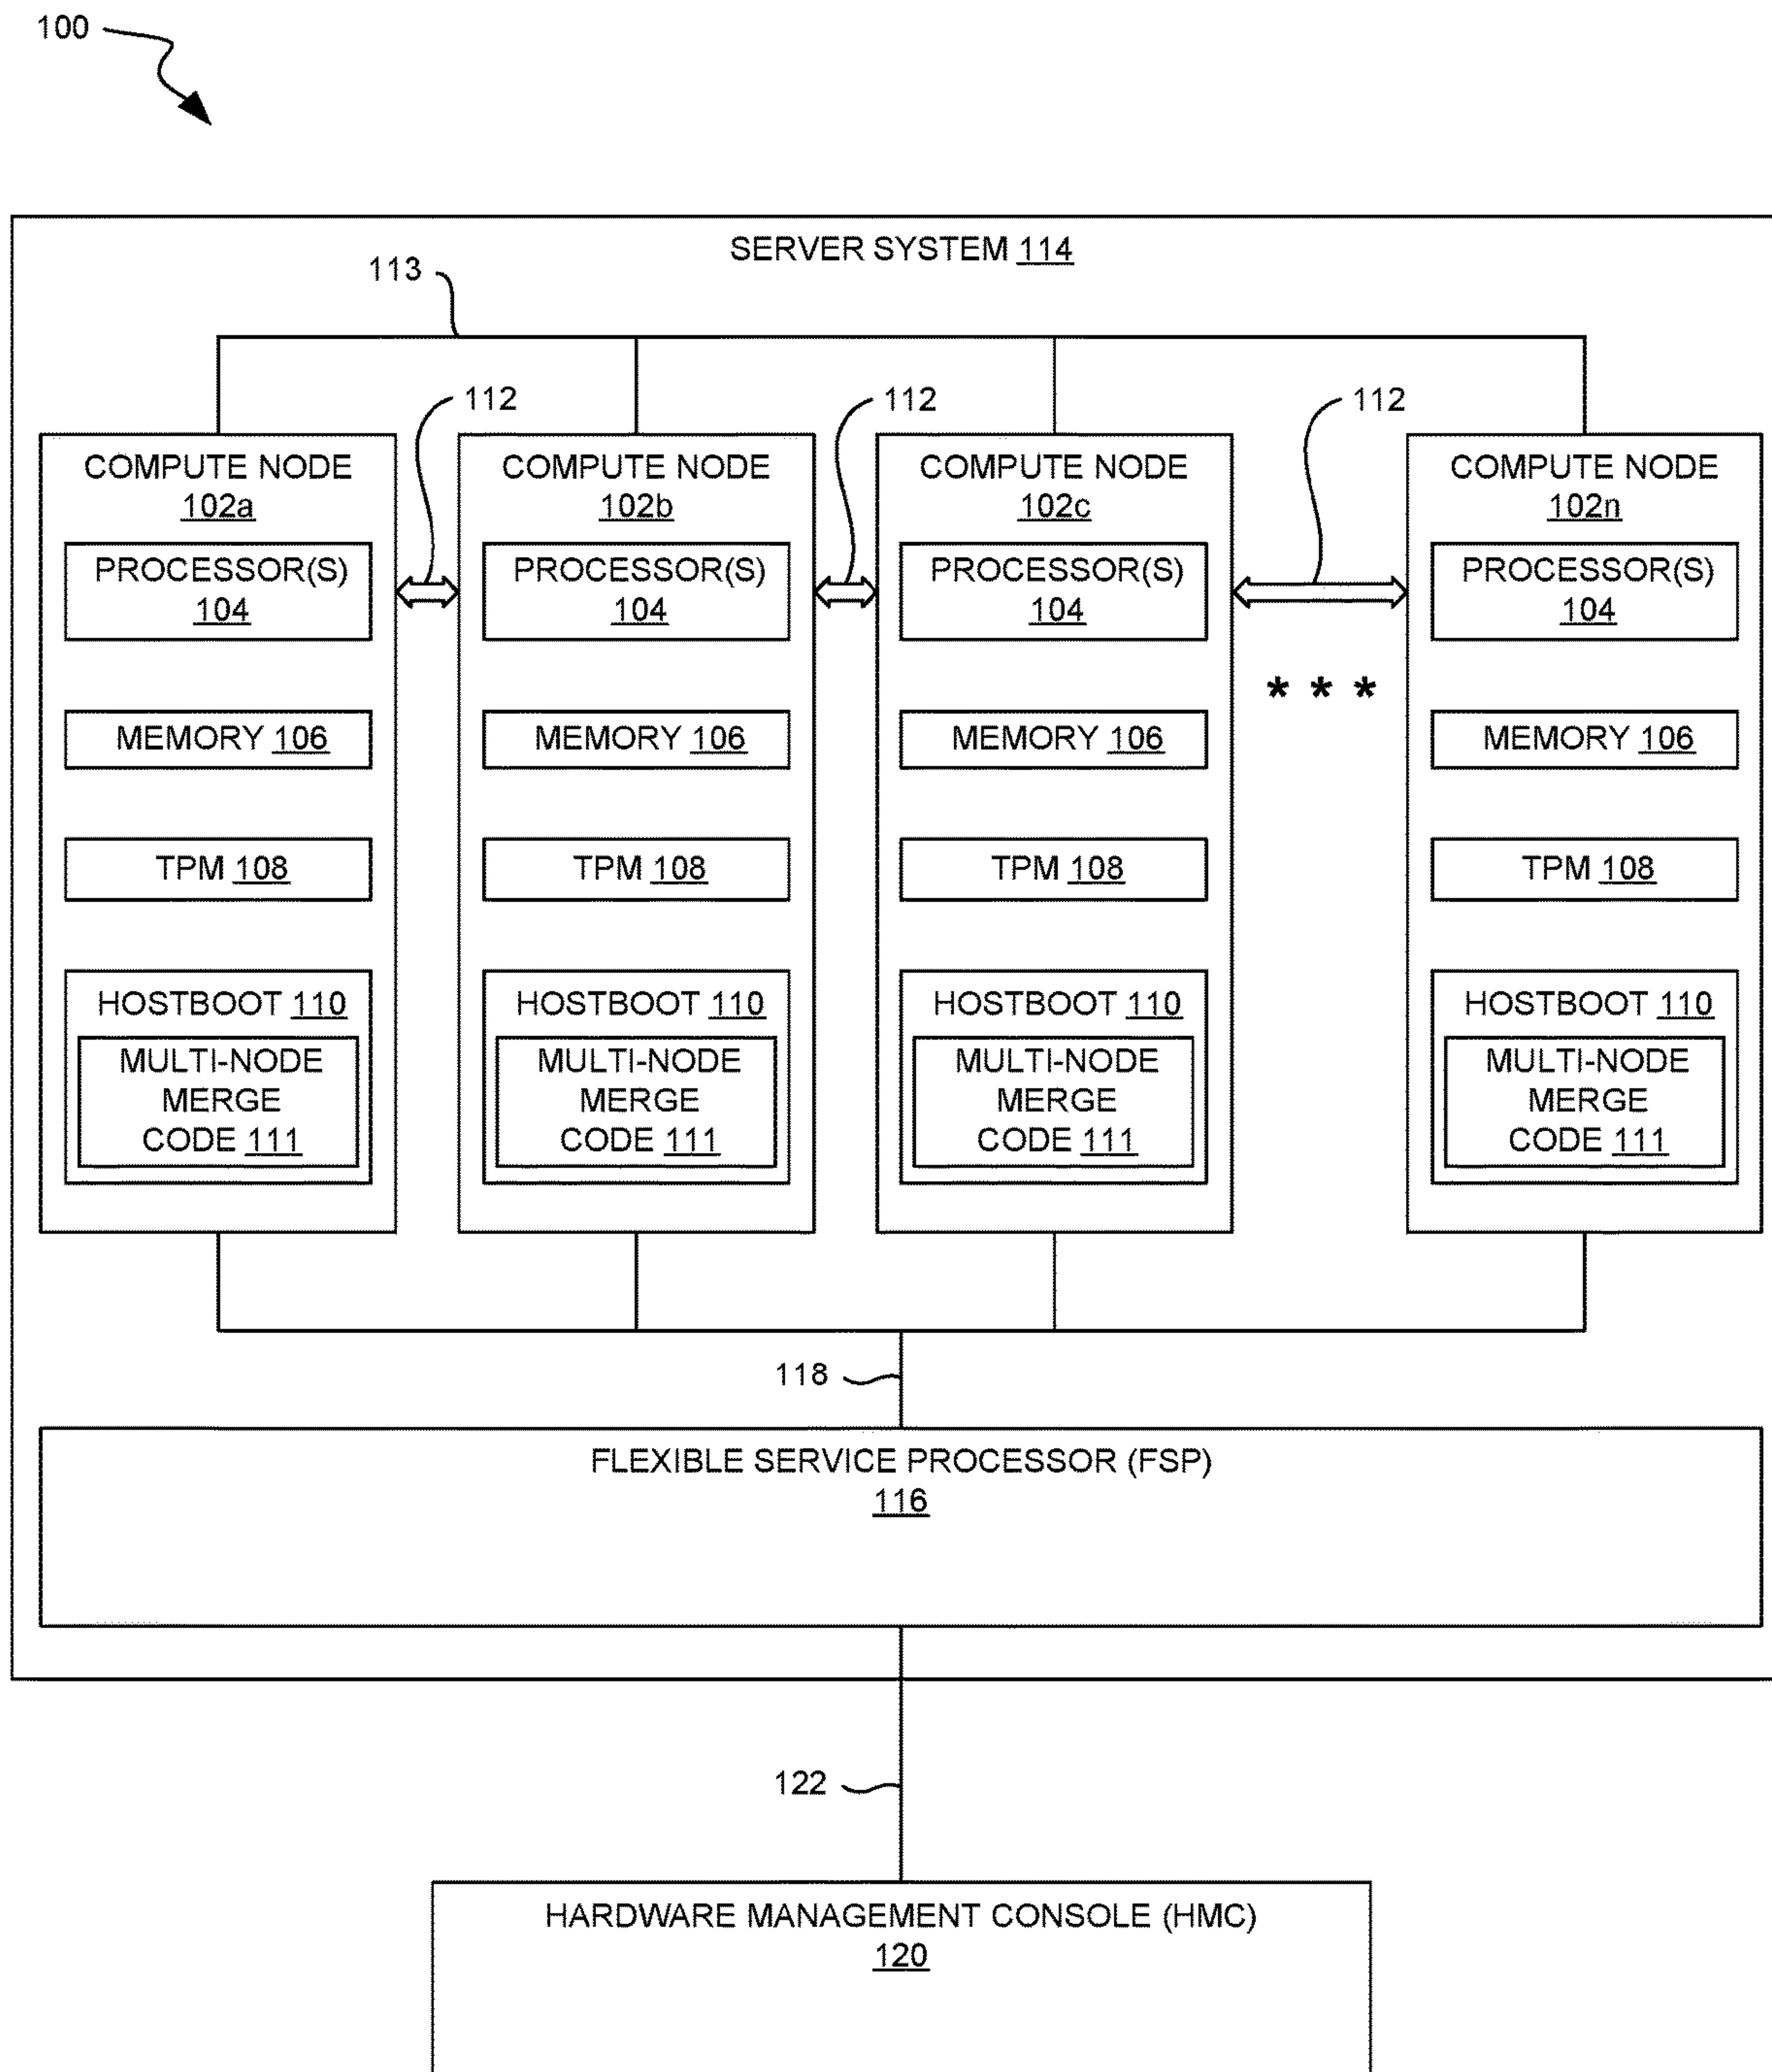 100
SERVER SYSTEM 114
113
112
112
112
COMPUTE NODE
102a
PROCESSOR(S)
104
MEMORY 106
TPM 108
HOSTBOOT 110
MULTI-NODE
MERGE
CODE 111
COMPUTE NODE
102b
PROCESSOR(S)
104
MEMORY 106
TPM 108
HOSTBOOT 110
MULTI-NODE
MERGE
CODE 111
COMPUTE NODE
102c
PROCESSOR(S)
104
MEMORY 106
TPM 108
HOSTBOOT 110
MULTI-NODE
MERGE
CODE 111
* * *
COMPUTE NODE
102n
PROCESSOR(S)
104
MEMORY 106
TPM 108
HOSTBOOT 110
MULTI-NODE
MERGE
CODE 111
118
FLEXIBLE SERVICE PROCESSOR (FSP)
116
122
HARDWARE MANAGEMENT CONSOLE (HMC)
120